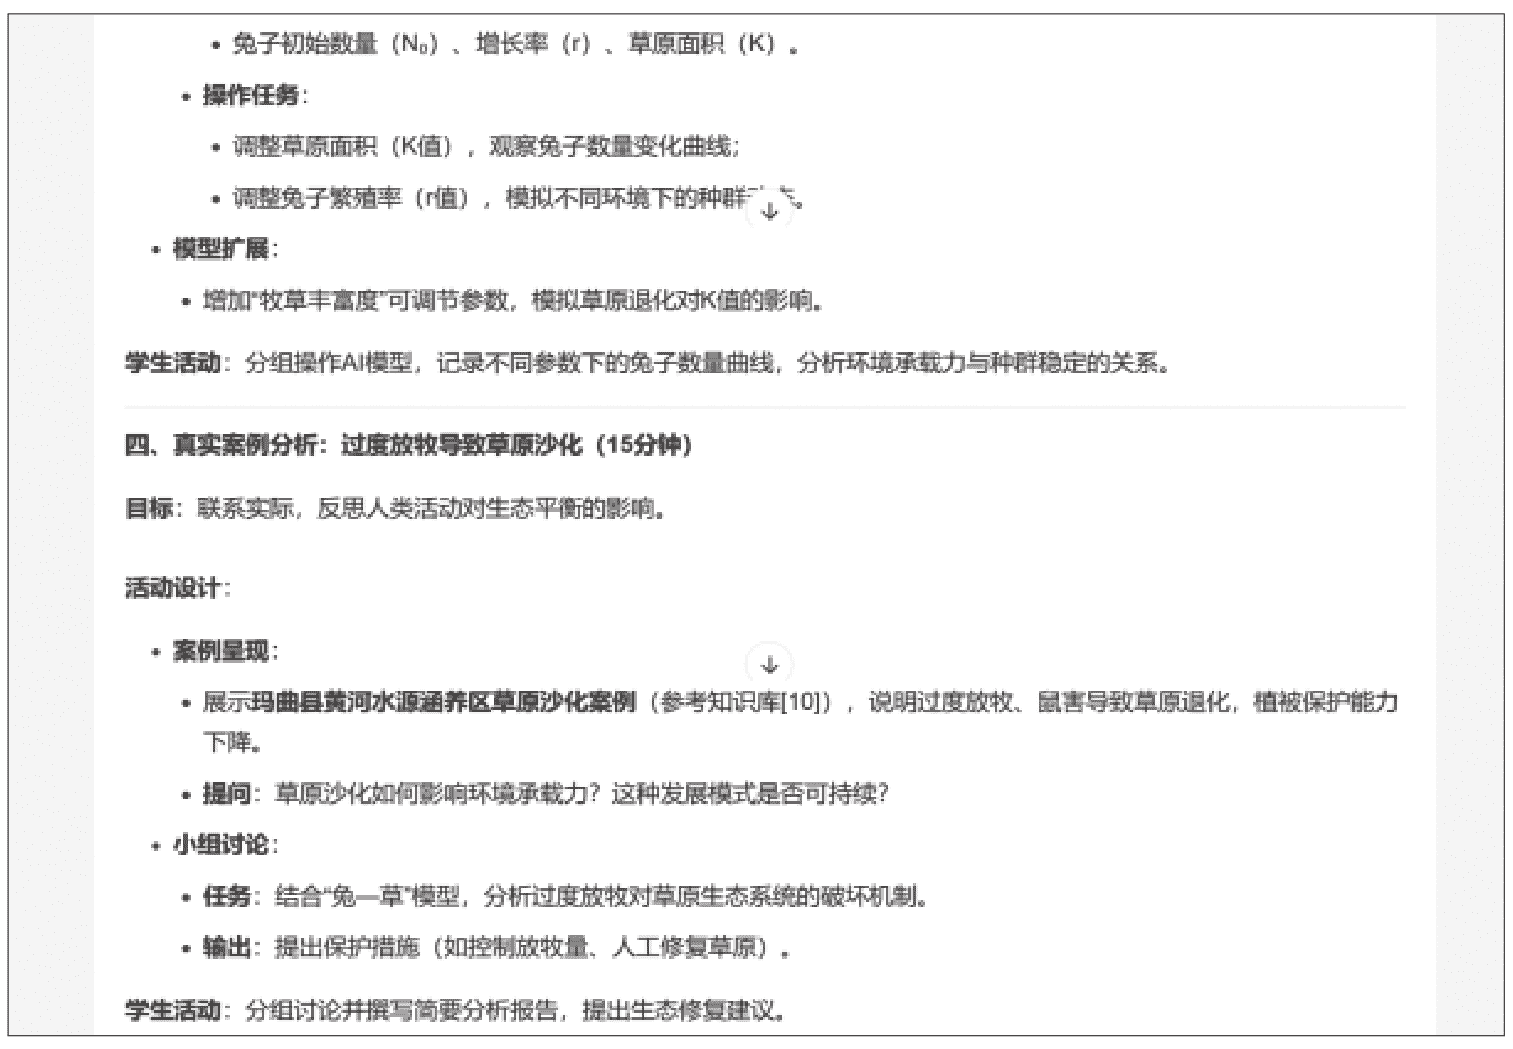 • 兔子初始数量（N₀）、增长率（r）、草原面积（K）。
• 操作任务：
• 调整草原面积（K值），观察兔子数量变化曲线；
• 调整兔子繁殖率（r值），模拟不同环境下的种群。
• 模型扩展：
• 增加“牧草丰富度”可调节参数，模拟草原退化对K值的影响。
学生活动：分组操作AI模型，记录不同参数下的兔子数量曲线，分析环境承载力与种群稳定的关系。
四、真实案例分析：过度放牧导致草原沙化（15分钟）
目标：联系实际，反思人类活动对生态平衡的影响。
活动设计：
• 案例呈现：
• 展示玛曲县黄河水源涵养区草原沙化案例（参考知识库[10]），说明过度放牧、鼠害导致草原退化，植被保护能力
下降。
• 提问：草原沙化如何影响环境承载力？这种发展模式是否可持续？
• 小组讨论：
• 任务：结合“兔—草”模型，分析过度放牧对草原生态系统的破坏机制。
• 输出：提出保护措施（如控制放牧量、人工修复草原）。
学生活动：分组讨论并撰写简要分析报告，提出生态修复建议。